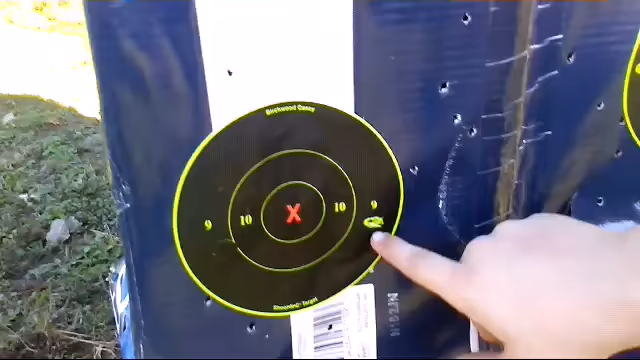 Birchwood Casey
9 10 X 10 9
Shoot•N•C® Target